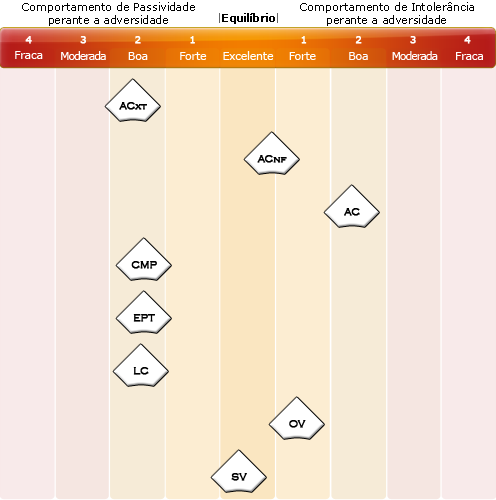 Comportamento de Passividade
perante a adversidade
|Equilíbrio|
Comportamento de Intolerância
perante a adversidade
4 3 2 1 1 2 3 4
Fraca Moderada Boa Forte Excelente Forte Boa Moderada Fraca
ACxt
ACnf
AC
CMP
EPT
LC
OV
SV